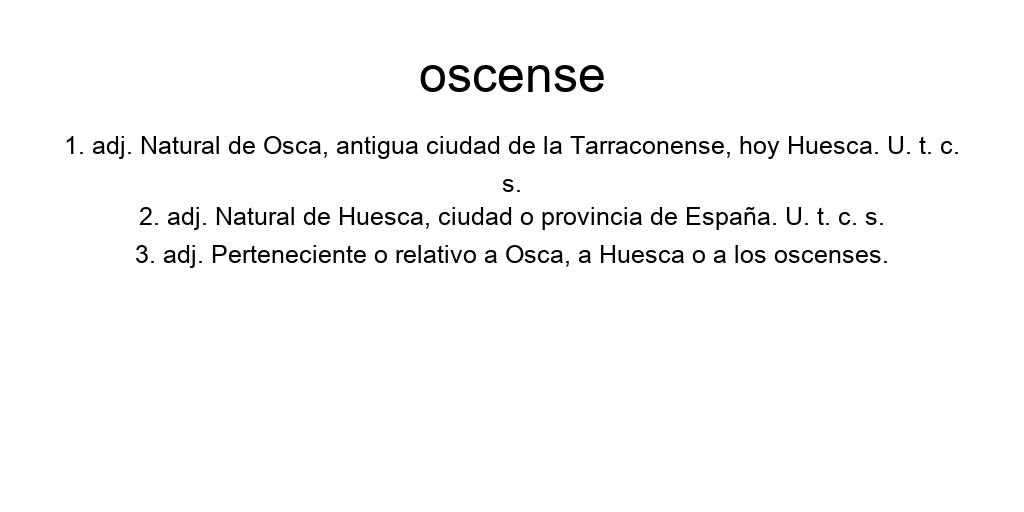 oscense
1. adj. Natural de Osca, antigua ciudad de la Tarraconense, hoy Huesca. U. t. c.
s.
2. adj. Natural de Huesca, ciudad o provincia de España. U. t. c. s.
3. adj. Perteneciente o relativo a Osca, a Huesca o a los oscenses.